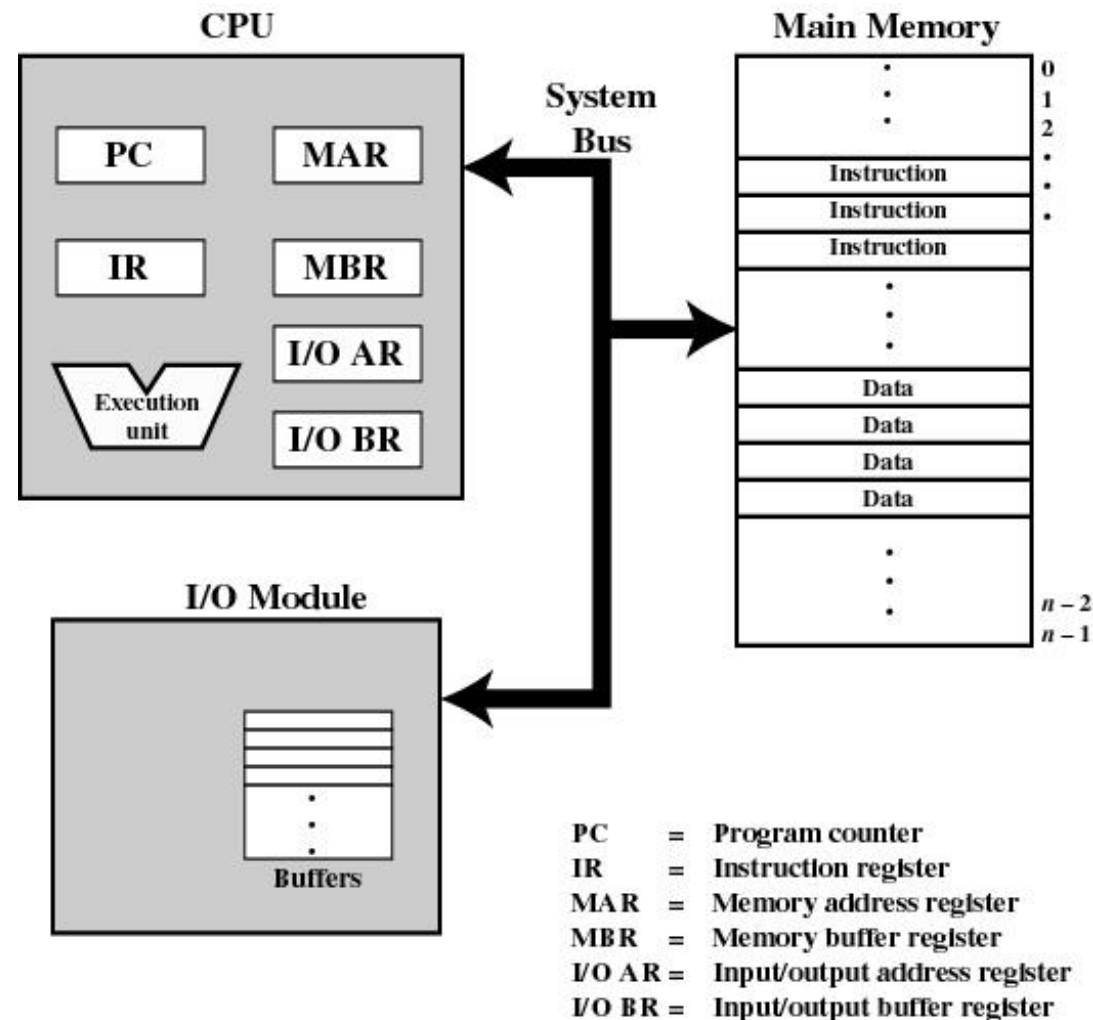 CPU
PC
MAR
IR
MBR
I/O AR
Execution
unit
I/O BR
System
Bus
Main Memory
0
1
2
Instruction
Instruction
Instruction
Data
Data
Data
Data
n – 2
n – 1
I/O Module
Buffers
PC = Program counter
IR = Instruction register
MAR = Memory address register
MBR = Memory buffer register
I/O AR = Input/output address register
I/O BR = Input/output buffer register